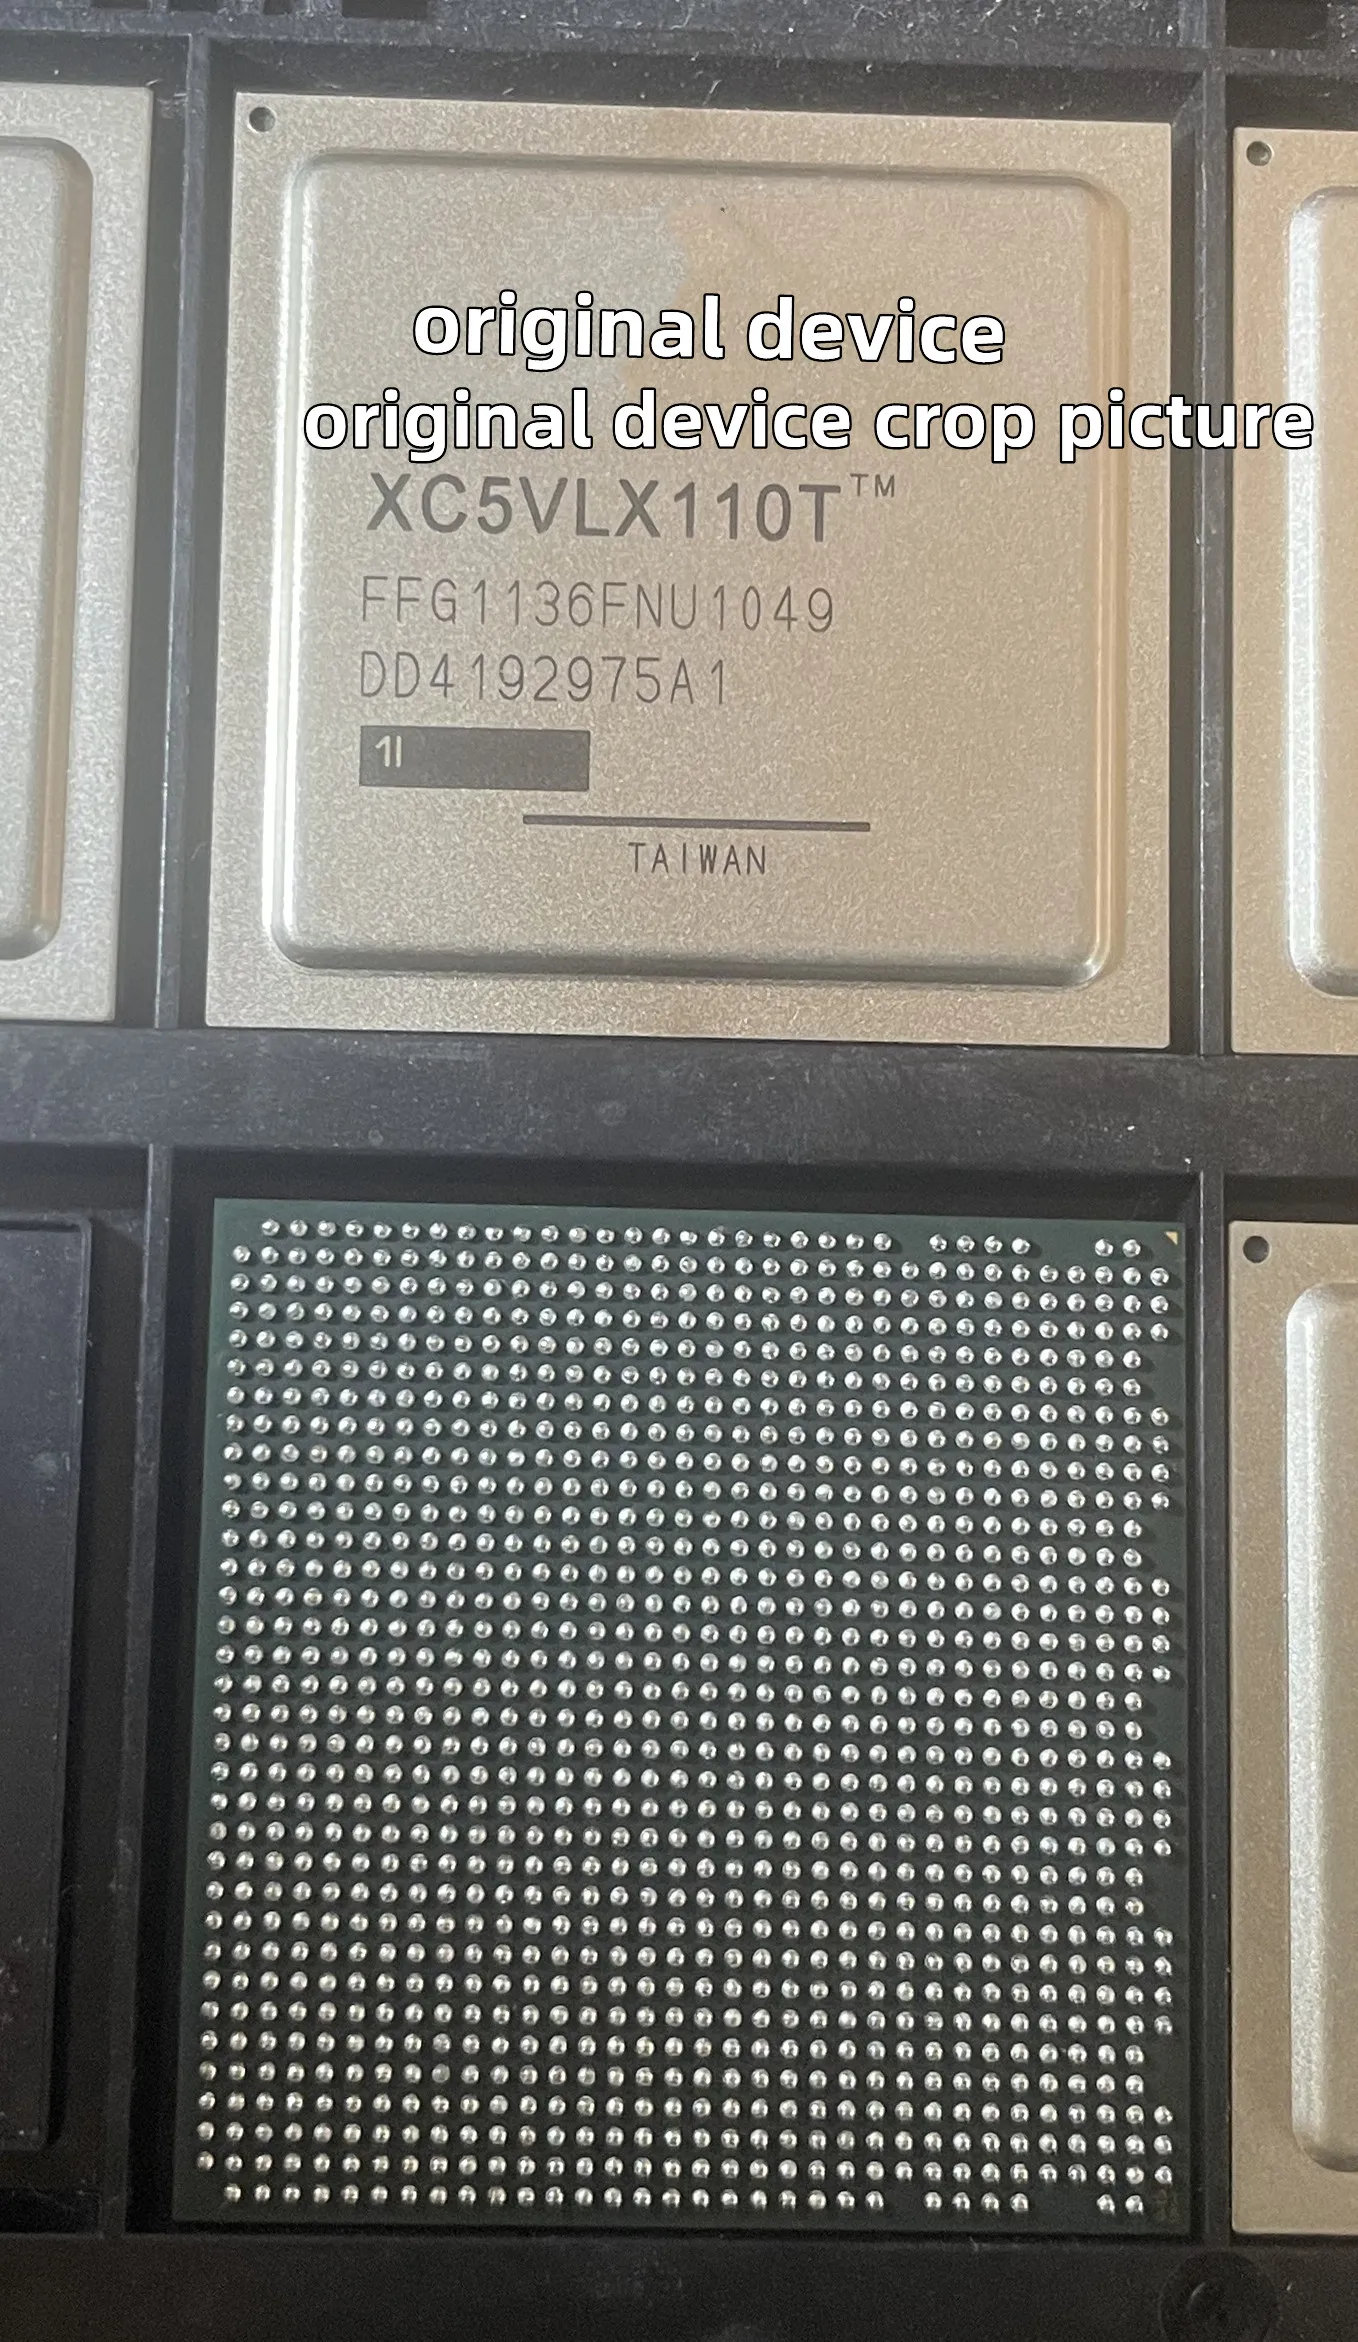 original device
original device crop picture
XC5VLX110T™
FFG1136FNU1049
DD4192975A1
1I
TAIWAN